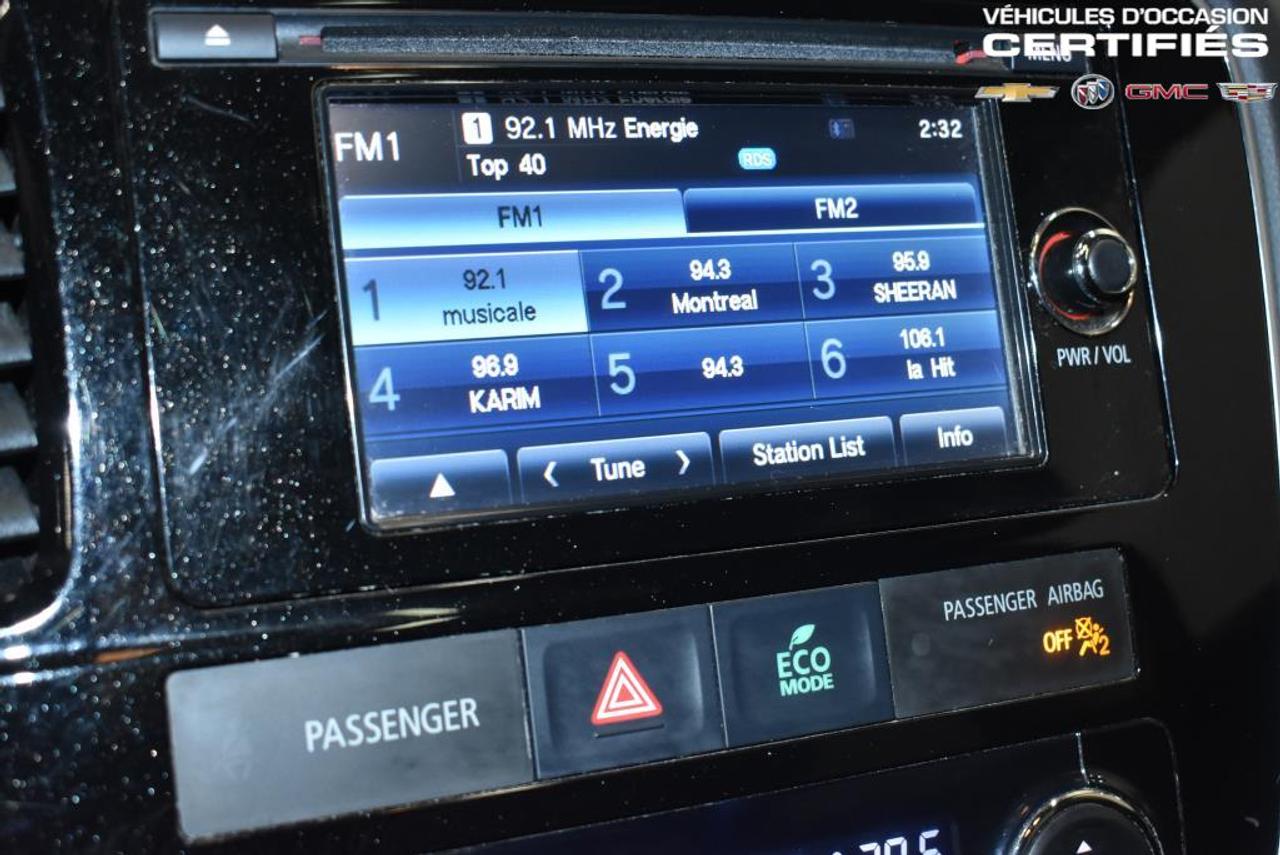 VÉHICULES D'OCCASION
CERTIFIÉS
MENU
GMC
FM1
1 92.1 MHz Energie
2:32
Top 40
RDS
FM1 FM2
1 92.1 musicale
2 94.3 Montreal
3 95.9 SHEERAN
4 96.9 KARIM
5 94.3
6 106.1 la Hit
Tune
Station List
Info
PWR / VOL
PASSENGER
ECO
MODE
PASSENGER AIRBAG
OFF 2